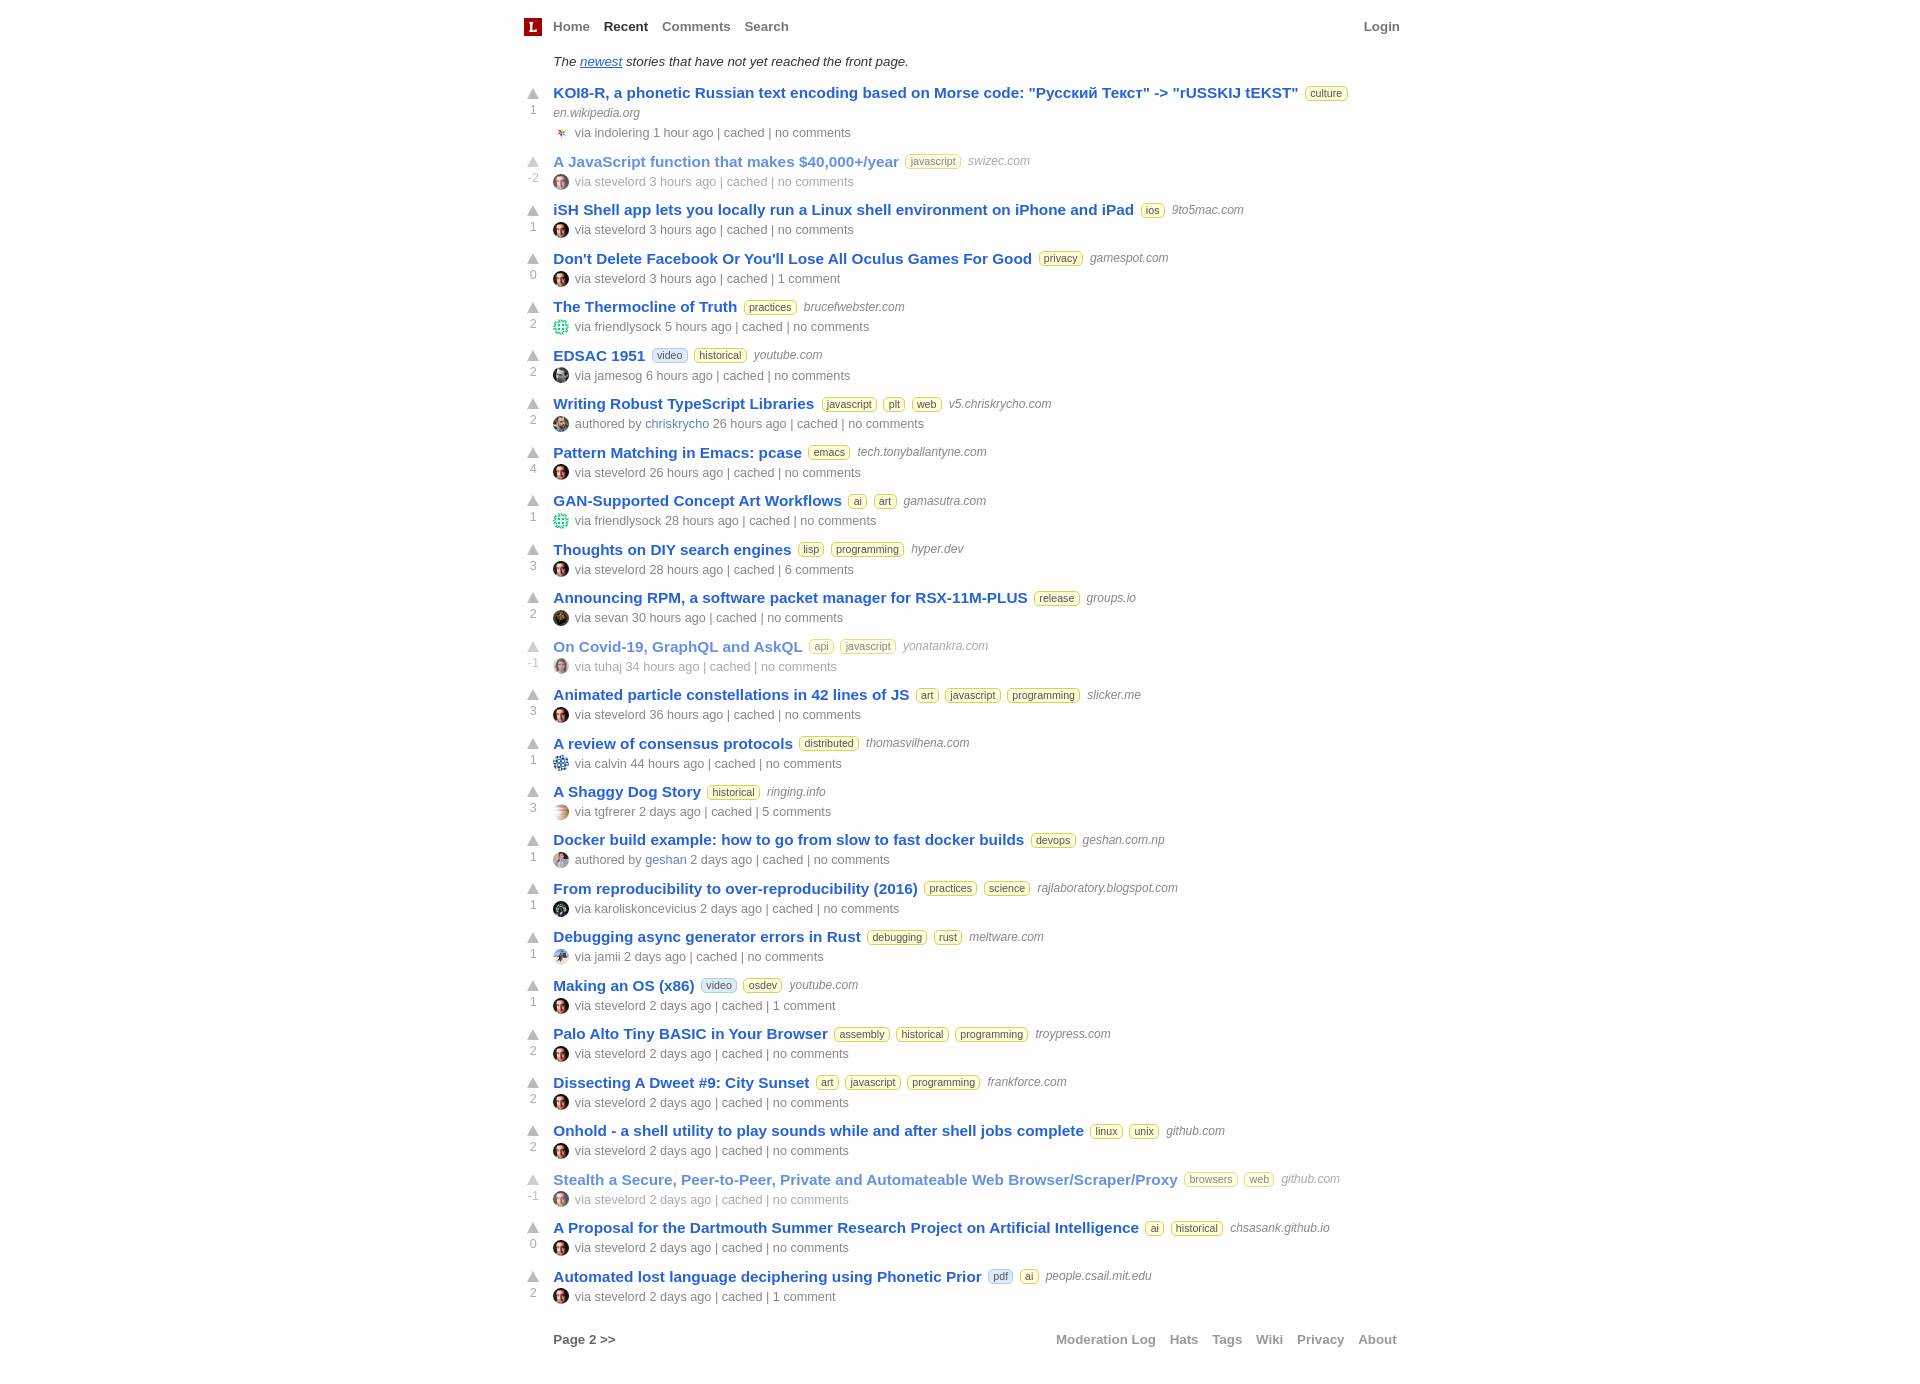 L Home Recent Comments Search Login
The newest stories that have not yet reached the front page.
KOI8-R, a phonetic Russian text encoding based on Morse code: "Русский Текст" -> "rUSSKIJ tEKST" culture
1
en.wikipedia.org
via indolering 1 hour ago | cached | no comments
A JavaScript function that makes $40,000+/year javascript swizec.com
-2 via stevelord 3 hours ago | cached | no comments
iSH Shell app lets you locally run a Linux shell environment on iPhone and iPad ios 9to5mac.com
1 via stevelord 3 hours ago | cached | no comments
Don't Delete Facebook Or You'll Lose All Oculus Games For Good privacy gamespot.com
0 via stevelord 3 hours ago | cached | 1 comment
The Thermocline of Truth practices brucefwebster.com
2 via friendlysock 5 hours ago | cached | no comments
EDSAC 1951 video historical youtube.com
2 via jamesog 6 hours ago | cached | no comments
Writing Robust TypeScript Libraries javascript plt web v5.chriskrycho.com
2 authored by chriskrycho 26 hours ago | cached | no comments
Pattern Matching in Emacs: pcase emacs tech.tonyballantyne.com
4 via stevelord 26 hours ago | cached | no comments
GAN-Supported Concept Art Workflows ai art gamasutra.com
1 via friendlysock 28 hours ago | cached | no comments
Thoughts on DIY search engines lisp programming hyper.dev
3 via stevelord 28 hours ago | cached | 6 comments
Announcing RPM, a software packet manager for RSX-11M-PLUS release groups.io
2 via sevan 30 hours ago | cached | no comments
On Covid-19, GraphQL and AskQL api javascript yonatankra.com
-1 via tuhaj 34 hours ago | cached | no comments
Animated particle constellations in 42 lines of JS art javascript programming slicker.me
3 via stevelord 36 hours ago | cached | no comments
A review of consensus protocols distributed thomasvilhena.com
1 via calvin 44 hours ago | cached | no comments
A Shaggy Dog Story historical ringing.info
3 via tgfrerer 2 days ago | cached | 5 comments
Docker build example: how to go from slow to fast docker builds devops geshan.com.np
1 authored by geshan 2 days ago | cached | no comments
From reproducibility to over-reproducibility (2016) practices science rajlaboratory.blogspot.com
1 via karoliskoncevicius 2 days ago | cached | no comments
Debugging async generator errors in Rust debugging rust meltware.com
1 via jamii 2 days ago | cached | no comments
Making an OS (x86) video osdev youtube.com
1 via stevelord 2 days ago | cached | 1 comment
Palo Alto Tiny BASIC in Your Browser assembly historical programming troypress.com
2 via stevelord 2 days ago | cached | no comments
Dissecting A Dweet #9: City Sunset art javascript programming frankforce.com
2 via stevelord 2 days ago | cached | no comments
Onhold - a shell utility to play sounds while and after shell jobs complete linux unix github.com
2 via stevelord 2 days ago | cached | no comments
Stealth a Secure, Peer-to-Peer, Private and Automateable Web Browser/Scraper/Proxy browsers web github.com
-1 via stevelord 2 days ago | cached | no comments
A Proposal for the Dartmouth Summer Research Project on Artificial Intelligence ai historical chsasank.github.io
0 via stevelord 2 days ago | cached | no comments
Automated lost language deciphering using Phonetic Prior pdf ai people.csail.mit.edu
2 via stevelord 2 days ago | cached | 1 comment
Page 2 >> Moderation Log Hats Tags Wiki Privacy About